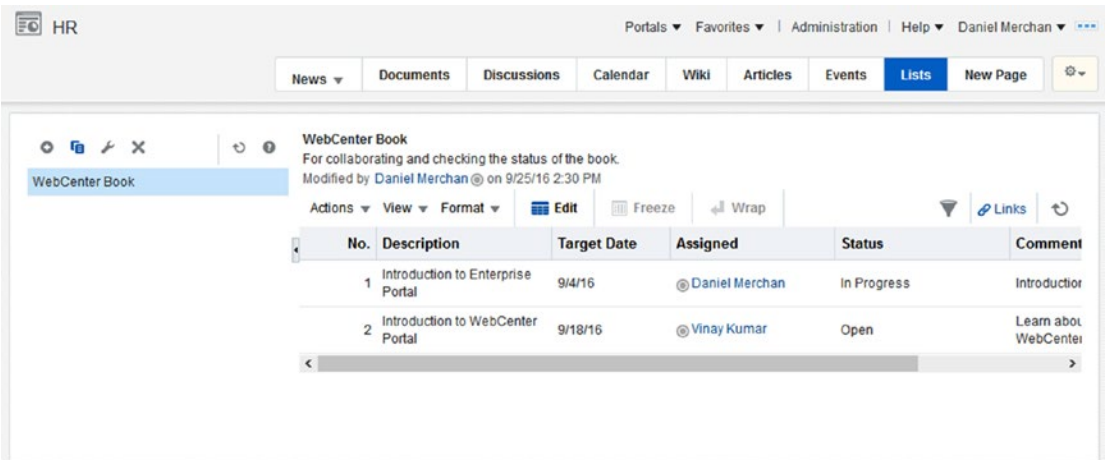 HR
Portals Favorites | Administration | Help Daniel Merchan
News Documents Discussions Calendar Wiki Articles Events Lists New Page
WebCenter Book
WebCenter Book
For collaborating and checking the status of the book.
Modified by Daniel Merchan on 9/25/16 2:30 PM
Actions View Format Edit Freeze Wrap Links
No. Description Target Date Assigned Status Comment
1 Introduction to Enterprise Portal 9/4/16 Daniel Merchan In Progress Introduction
2 Introduction to WebCenter Portal 9/18/16 Vinay Kumar Open Learn abou
WebCenter